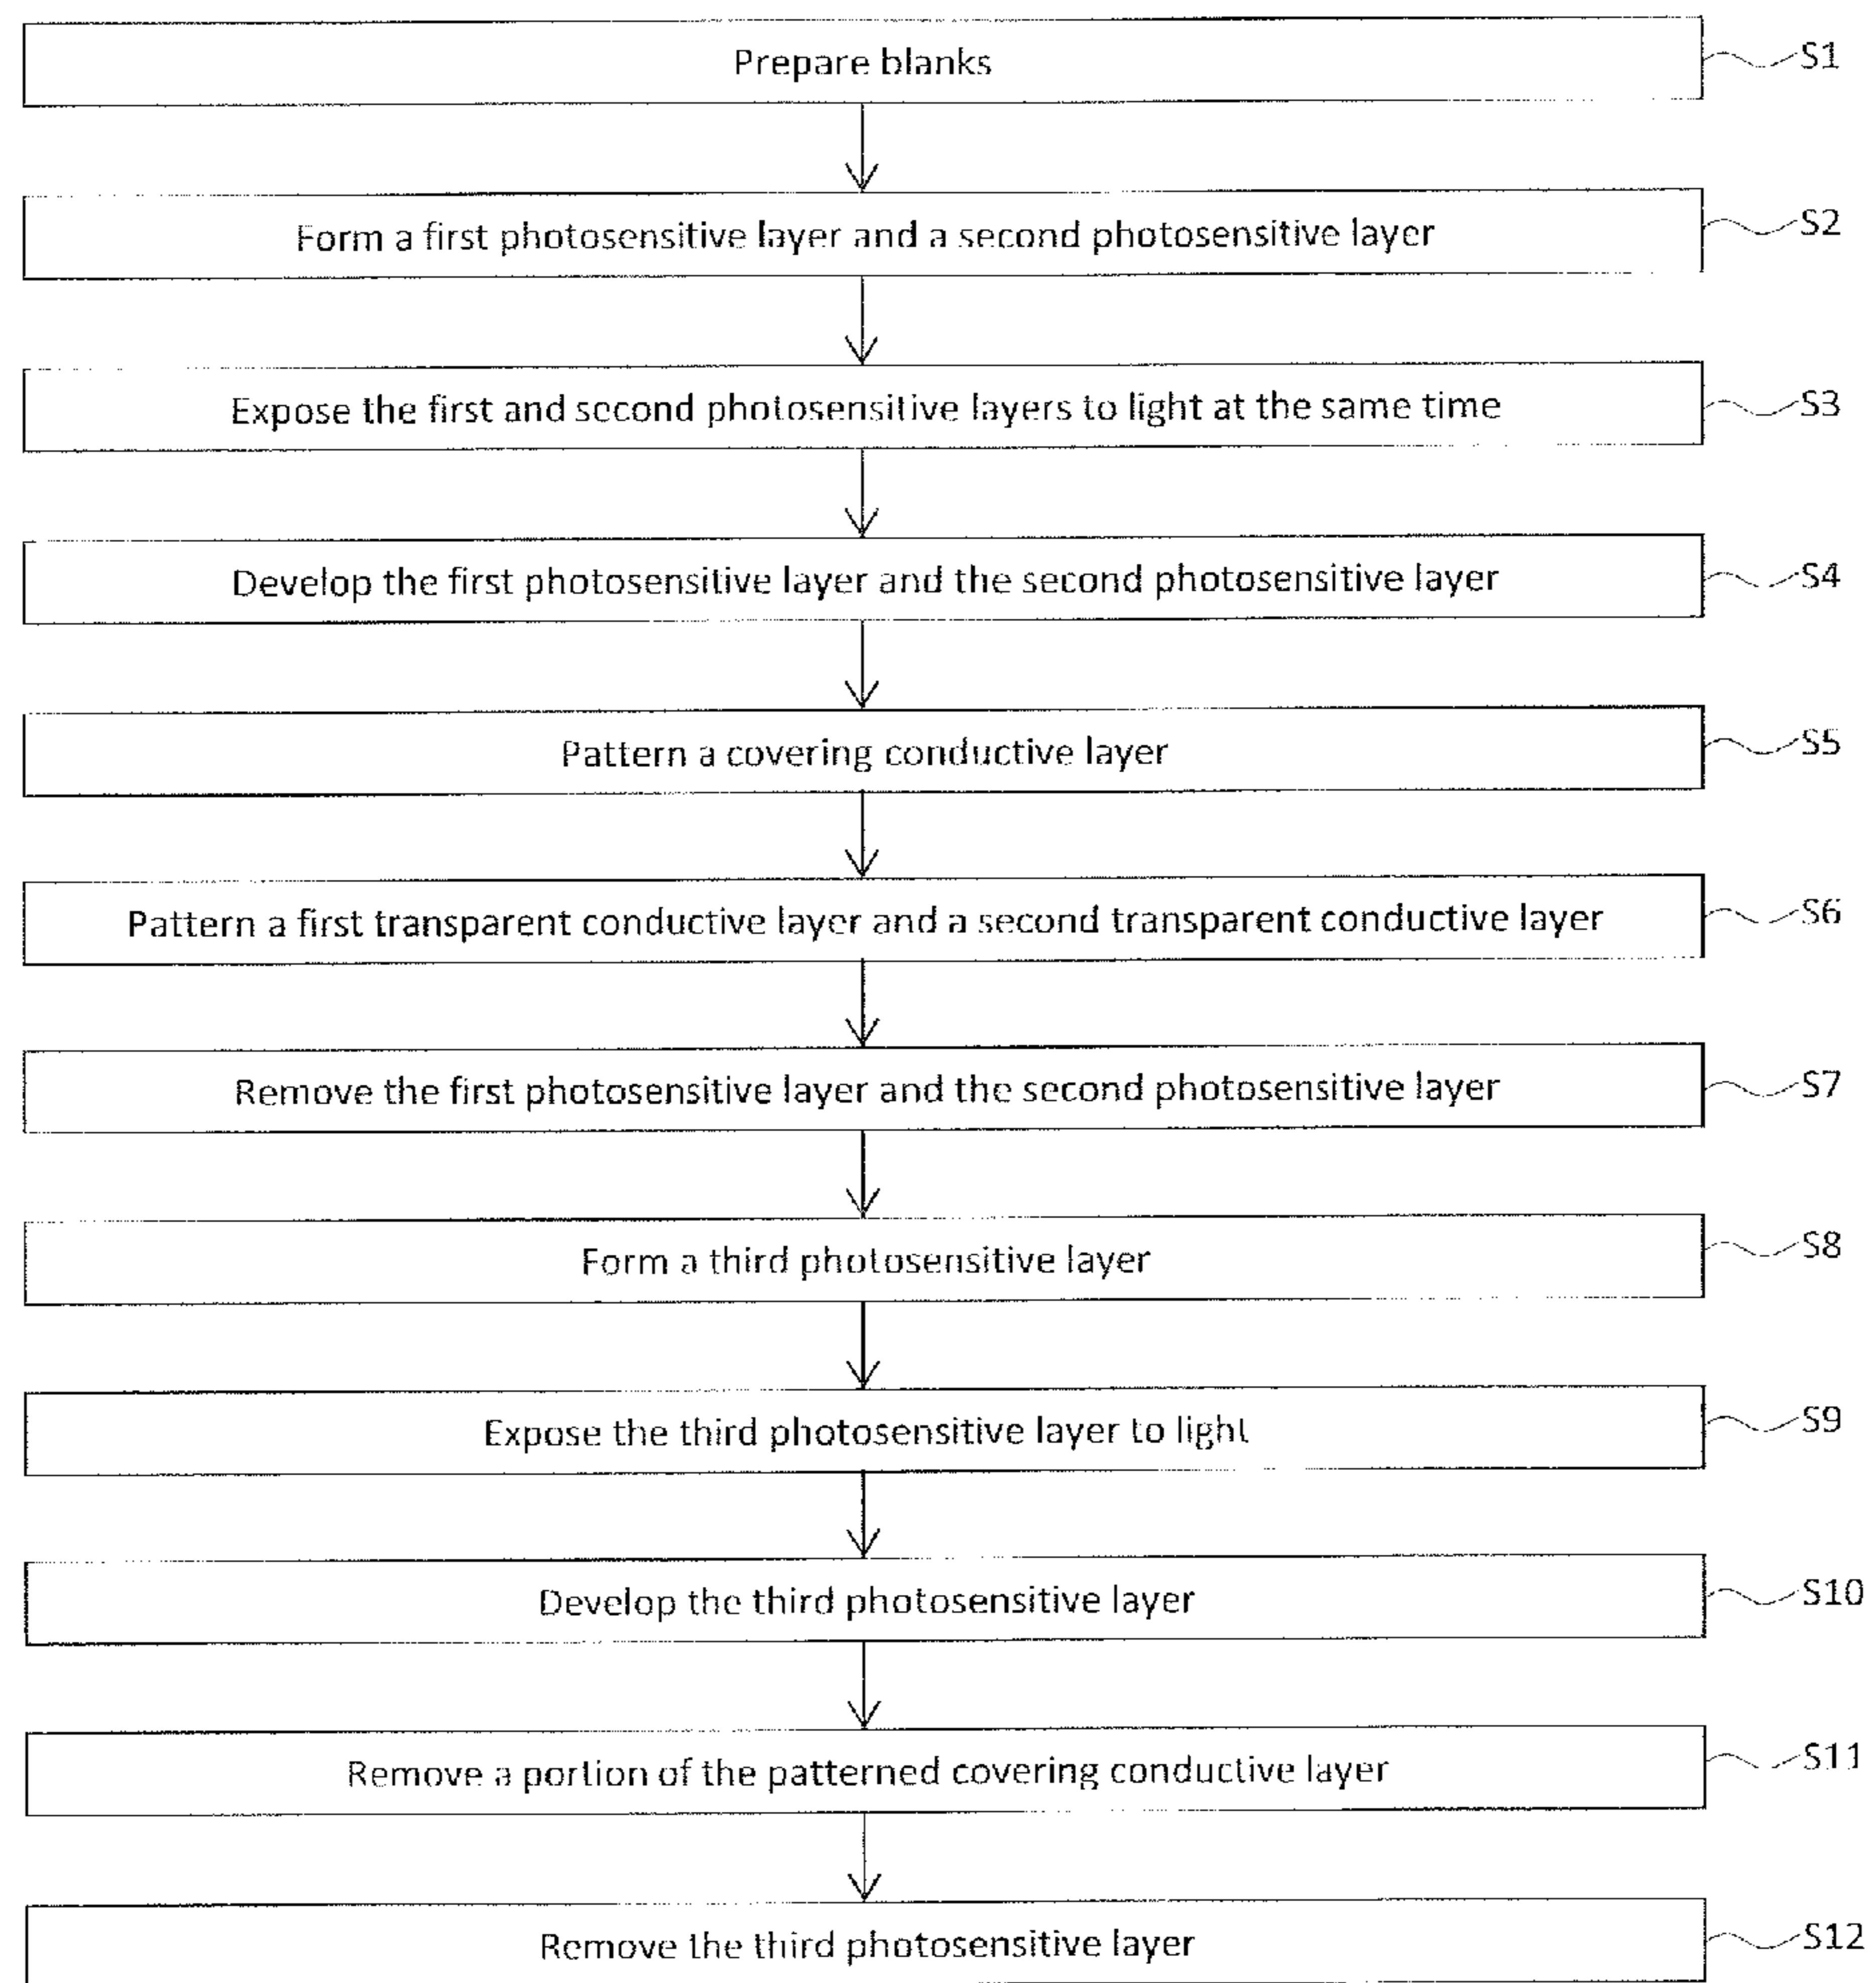 Prepare blanks S1
Form a first photosensitive layer and a second photosensitive layer S2
Expose the first and second photosensitive layers to light at the same time S3
Develop the first photosensitive layer and the second photosensitive layer S4
Pattern a covering conductive layer S5
Pattern a first transparent conductive layer and a second transparent conductive layer S6
Remove the first photosensitive layer and the second photosensitive layer S7
Form a third photosensitive layer S8
Expose the third photosensitive layer to light S9
Develop the third photosensitive layer S10
Remove a portion of the patterned covering conductive layer S11
Remove the third photosensitive layer S12